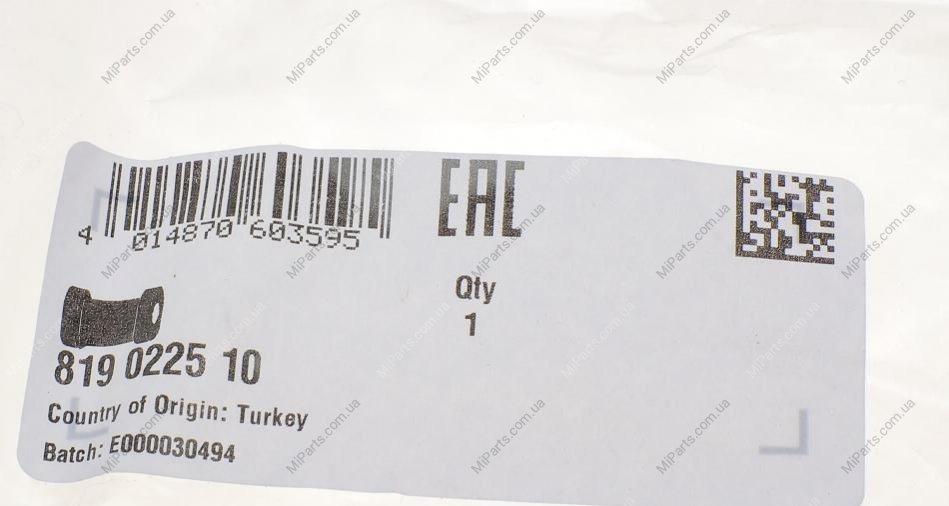 4 014870 603595
EAC
Qty
1
819 0225 10
Country of Origin: Turkey
Batch: E000030494
MiParts.com.ua